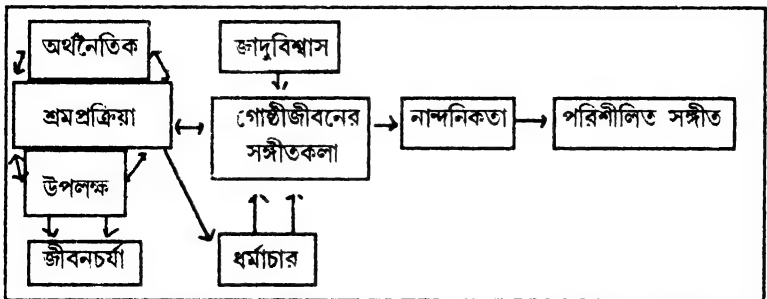 অর্থনৈতিক
জাদুবিশ্বাস
শ্রমপ্রক্রিয়া
গোষ্ঠীজীবনের
সঙ্গীতকলা
নান্দনিকতা
পরিশীলিত সঙ্গীত
উপলক্ষ
জীবনচর্যা
ধর্মাচার